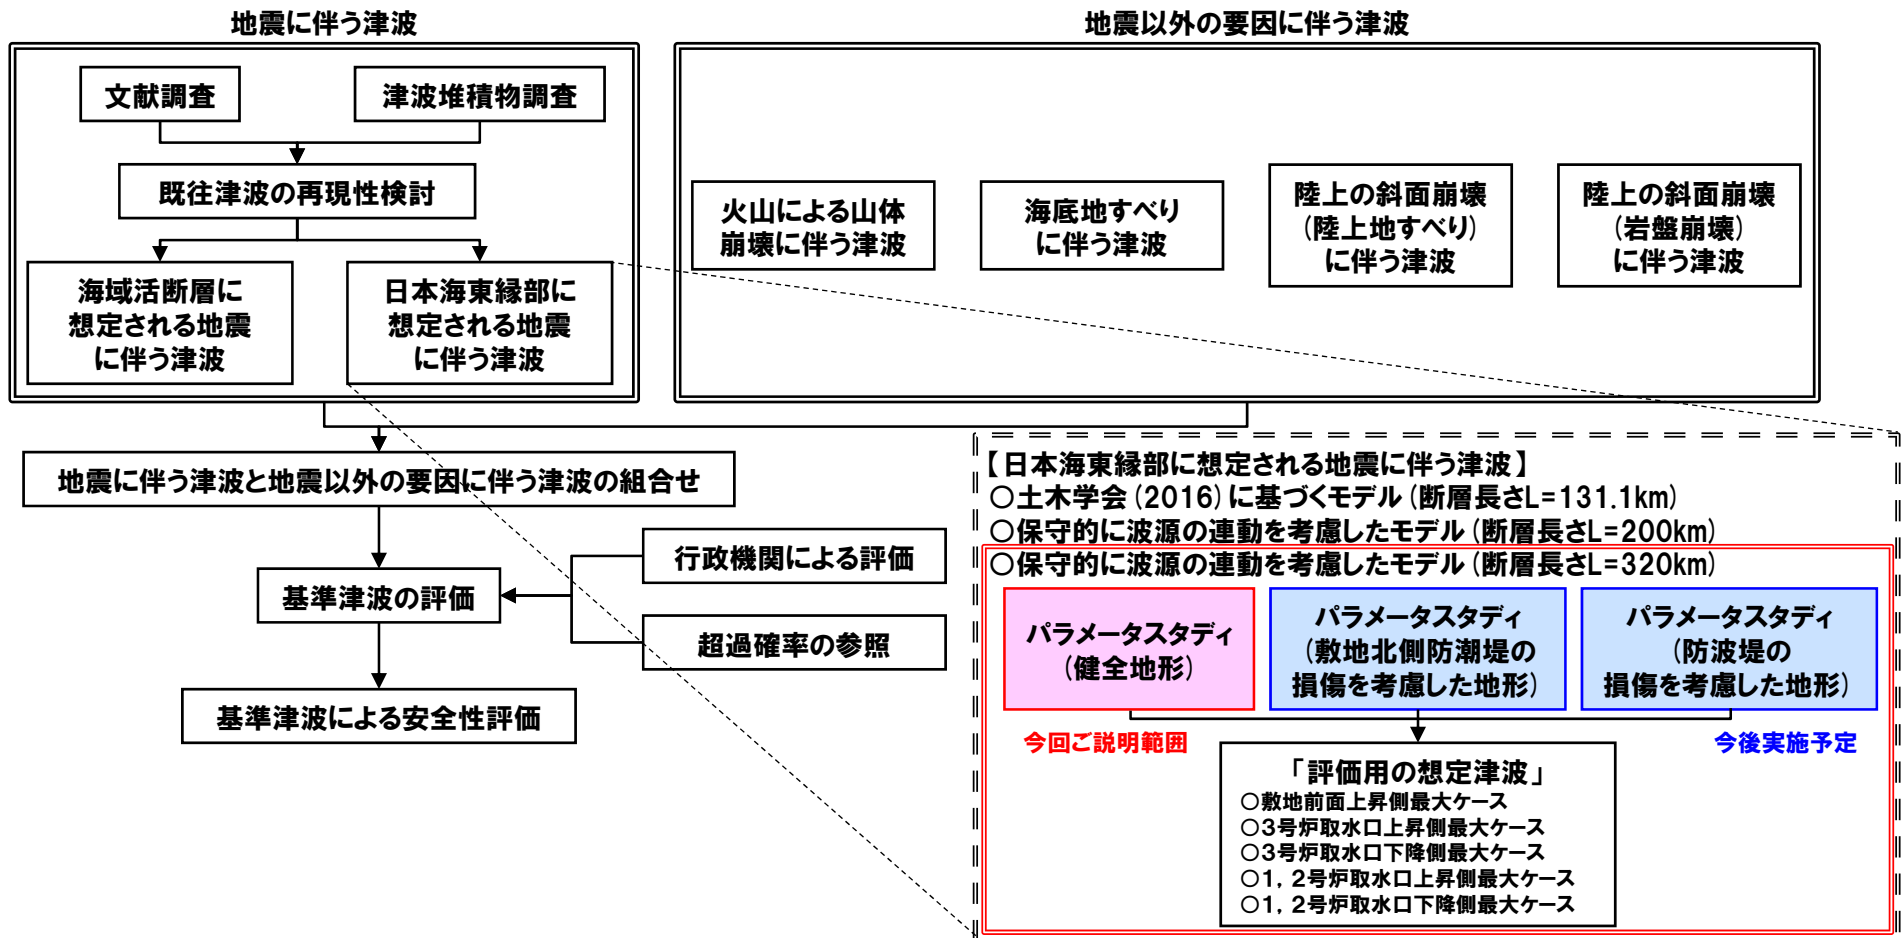 地震に伴う津波
地震以外の要因に伴う津波
文献調査
津波堆積物調査
既往津波の再現性検討
海域活断層に
想定される地震
に伴う津波
日本海東縁部に
想定される地震
に伴う津波
火山による山体
崩壊に伴う津波
海底地すべり
に伴う津波
陸上の斜面崩壊
(陸上地すべり)
に伴う津波
陸上の斜面崩壊
(岩盤崩壊)
に伴う津波
地震に伴う津波と地震以外の要因に伴う津波の組合せ
基準津波の評価
行政機関による評価
超過確率の参照
基準津波による安全性評価
【日本海東縁部に想定される地震に伴う津波】
○土木学会(2016)に基づくモデル(断層長さL=131.1km)
○保守的に波源の連動を考慮したモデル(断層長さL=200km)
○保守的に波源の連動を考慮したモデル(断層長さL=320km)
パラメータスタディ
(健全地形)
パラメータスタディ
(敷地北側防潮堤の
損傷を考慮した地形)
パラメータスタディ
(防波堤の
損傷を考慮した地形)
今回ご説明範囲
今後実施予定
「評価用の想定津波」
○敷地前面上昇側最大ケース
○3号炉取水口上昇側最大ケース
○3号炉取水口下降側最大ケース
○1,2号炉取水口上昇側最大ケース
○1,2号炉取水口下降側最大ケース